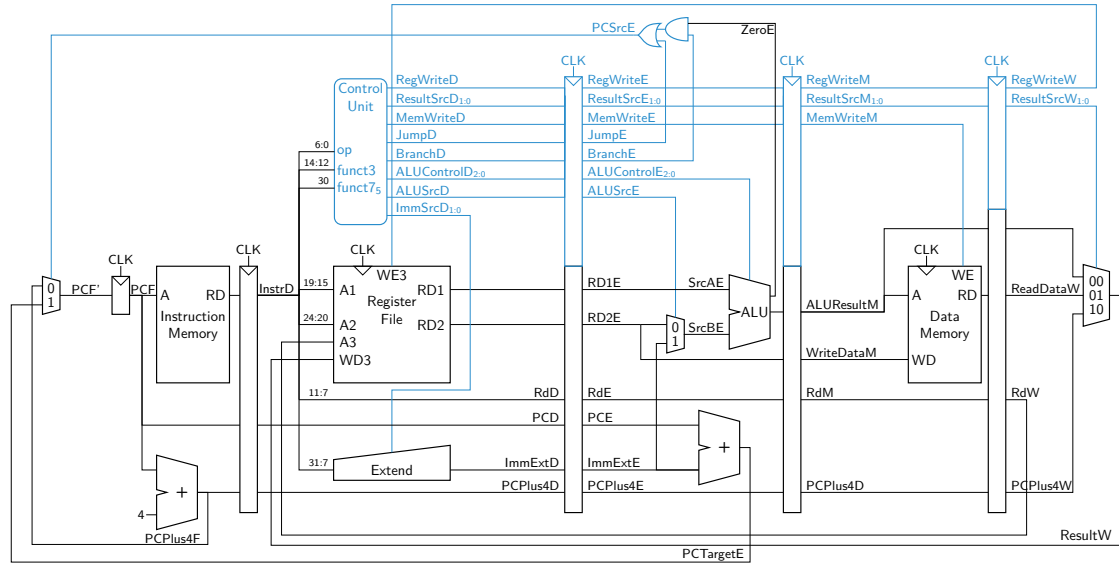 PCSrcE
ZeroE
CLK
CLK
CLK
Control
Unit
RegWriteD
RegWriteE
RegWriteM
RegWriteW
ResultSrcD1:0
ResultSrcE1:0
ResultSrcM1:0
ResultSrcW1:0
MemWriteD
MemWriteE
MemWriteM
JumpD
JumpE
6:0
op
BranchD
BranchE
14:12
funct3
ALUControlD2:0
ALUControlE2:0
30
funct75
ALUSrcD
ALUSrcE
ImmSrcD1:0
CLK
CLK
CLK
CLK
0
1
PCF'
PCF
A
RD
Instruction
Memory
InstrD
19:15
A1
WE3
RD1
Register
File
24:20
A2
RD2
A3
WD3
RD1E
SrcAE
RD2E
0
1
SrcBE
ALU
ALUResultM
WriteDataM
A
WE
RD
Data
Memory
WD
ReadDataW
00
01
10
11:7
RdD
RdE
RdM
RdW
PCD
PCE
+
31:7
Extend
ImmExtD
ImmExtE
+
4
PCPlus4D
PCPlus4E
PCPlus4D
PCPlus4W
PCPlus4F
ResultW
PCTargetE